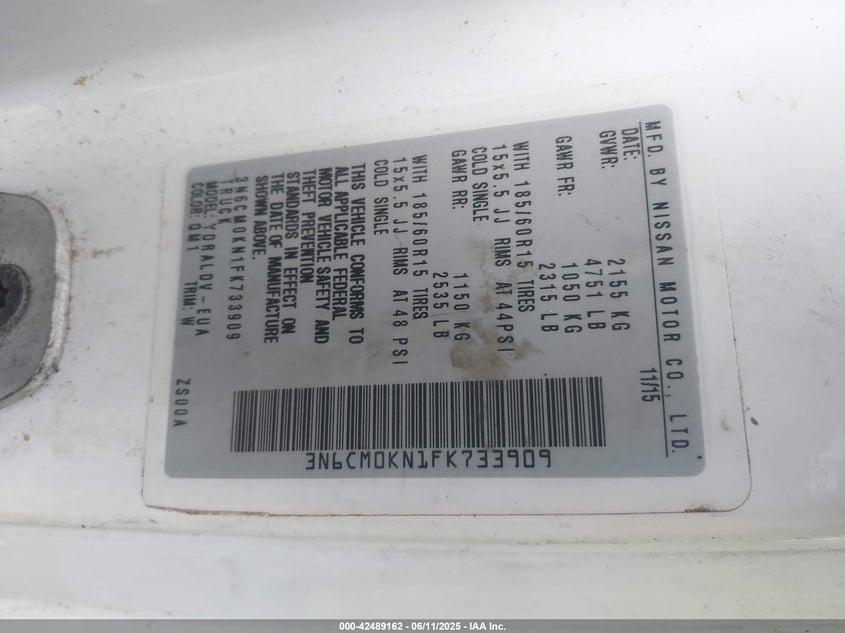 MFD. BY NISSAN MOTOR CO., LTD.
DATE: 11/15
GVWR: 2155 KG
4751 LB
GAWR FR: 1050 KG
2315 LB
WITH 185/60R15 TIRES
15x5.5 JJ RIMS AT 44PSI
COLD SINGLE
GAWR RR: 1150 KG
2535 LB
WITH 185/60R15 TIRES
15x5.5 JJ RIMS AT 48 PSI
COLD SINGLE
THIS VEHICLE CONFORMS TO
ALL APPLICABLE FEDERAL
MOTOR VEHICLE SAFETY AND
THEFT PREVENTION
STANDARDS IN EFFECT ON
THE DATE OF MANUFACTURE
SHOWN ABOVE.
3N6CM0KN1FK733909
TRUCK
MODEL: YDRALDV-EUA
COLOR: QM1 TRIM: W
ZS00A
3N6CM0KN1FK733909
000-42489162 - 06/11/2025 - IAA Inc.